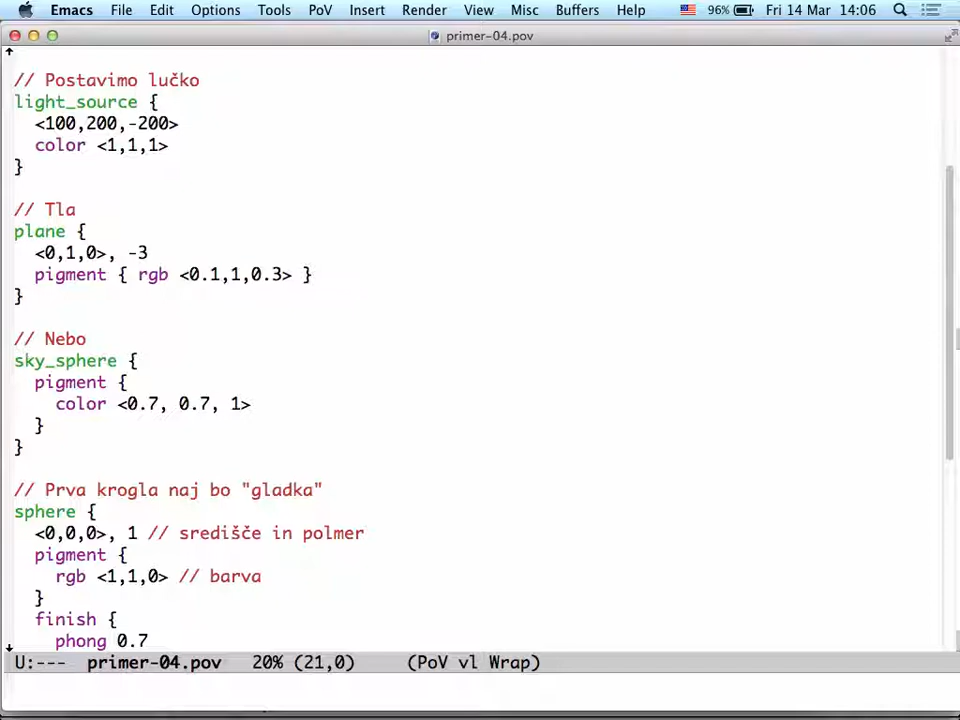 Emacs File Edit Options Tools PoV Insert Render View Misc Buffers Help 96% Fri 14 Mar 14:06
primer-04.pov
// Postavimo lučko
light_source {
<100,200,-200>
color <1,1,1>
}
// Tla
plane {
<0,1,0>, -3
pigment { rgb <0.1,1,0.3> }
}
// Nebo
sky_sphere {
pigment {
color <0.7, 0.7, 1>
}
}
// Prva krogla naj bo "gladka"
sphere {
<0,0,0>, 1 // središče in polmer
pigment {
rgb <1,1,0> // barva
}
finish {
phong 0.7
U:--- primer-04.pov 20% (21,0) (PoV vl Wrap)